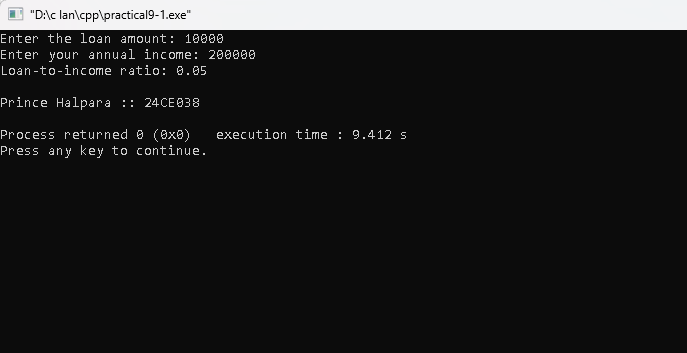 "D:\c lan\cpp\practical9-1.exe"
Enter the loan amount: 10000
Enter your annual income: 200000
Loan-to-income ratio: 0.05
Prince Halpara :: 24CE038
Process returned 0 (0x0)   execution time : 9.412 s
Press any key to continue.